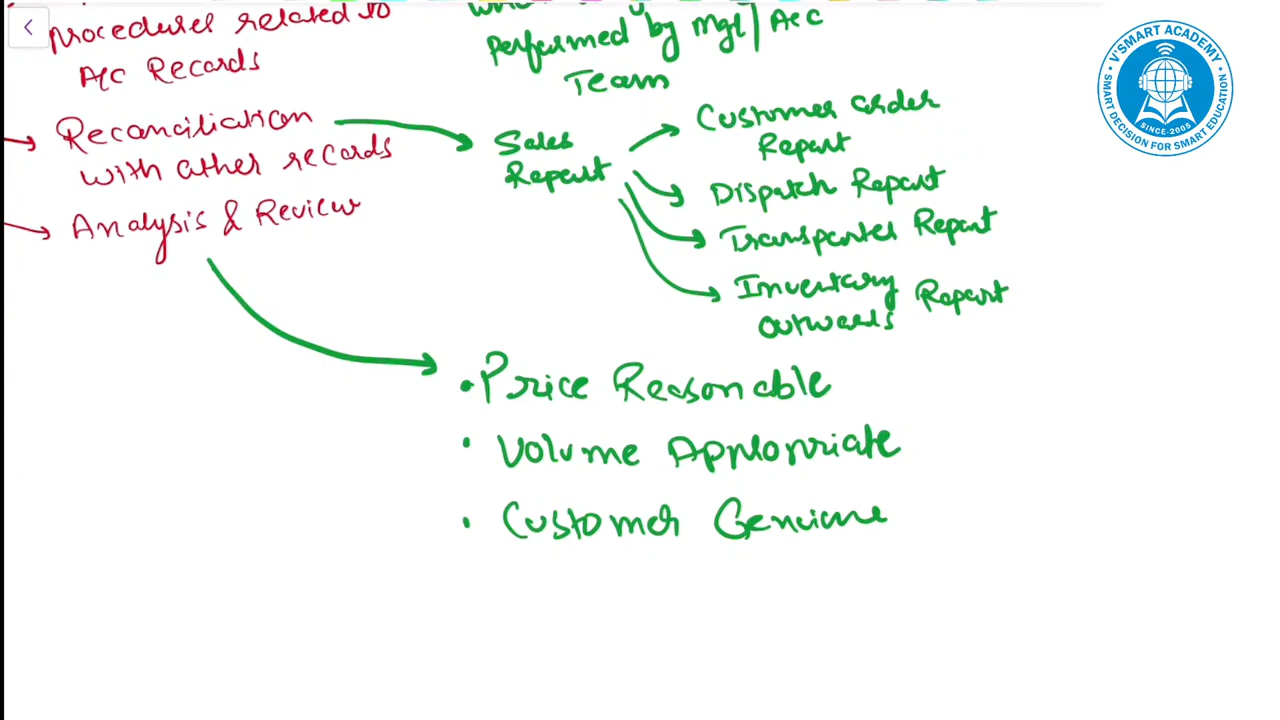 Procedures related to
A/c Records
Reconciliation
with other records
Analysis & Review
performed by Mgt/Acc
Team
Sales
Report
Customer order
Report
Dispatch Report
Transporter Report
Inventary Report
outwards
• Price Reasonable
• Volume Appropriate
• Customer Genuine
V'SMART ACADEMY
SINCE-2005
SMART DECISION FOR SMART EDUCATION